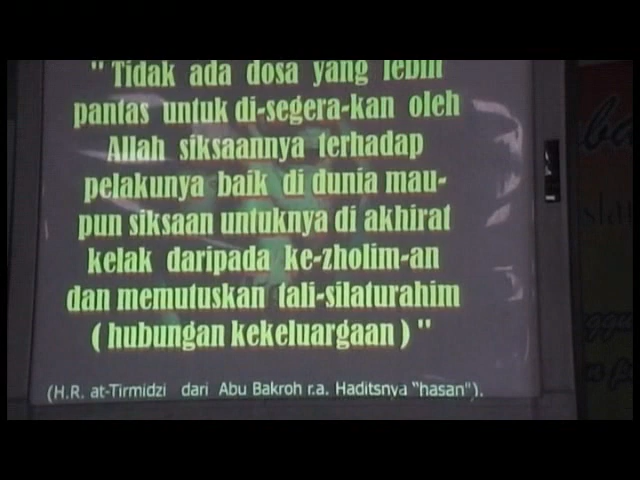 " Tidak ada dosa yang lebih
pantas untuk di-segera-kan oleh
Allah siksaannya terhadap
pelakunya baik di dunia mau-
pun siksaan untuknya di akhirat
kelak daripada ke-zholim-an
dan memutuskan tali-silaturahim
( hubungan kekeluargaan ) "
(H.R. at-Tirmidzi dari Abu Bakroh r.a. Haditsnya "hasan").